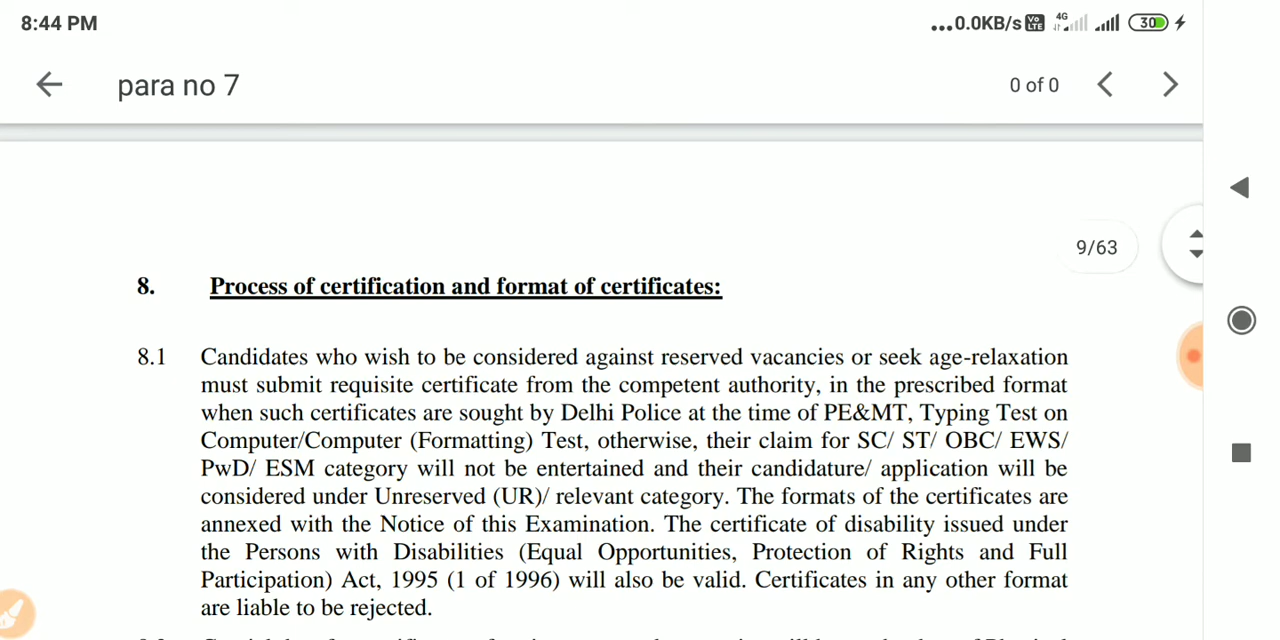 8:44 PM
...0.0KB/s Vo LTE 4G 30
para no 7
0 of 0
9/63
8. Process of certification and format of certificates:
8.1 Candidates who wish to be considered against reserved vacancies or seek age-relaxation
must submit requisite certificate from the competent authority, in the prescribed format
when such certificates are sought by Delhi Police at the time of PE&MT, Typing Test on
Computer/Computer (Formatting) Test, otherwise, their claim for SC/ ST/ OBC/ EWS/
PwD/ ESM category will not be entertained and their candidature/ application will be
considered under Unreserved (UR)/ relevant category. The formats of the certificates are
annexed with the Notice of this Examination. The certificate of disability issued under
the Persons with Disabilities (Equal Opportunities, Protection of Rights and Full
Participation) Act, 1995 (1 of 1996) will also be valid. Certificates in any other format
are liable to be rejected.